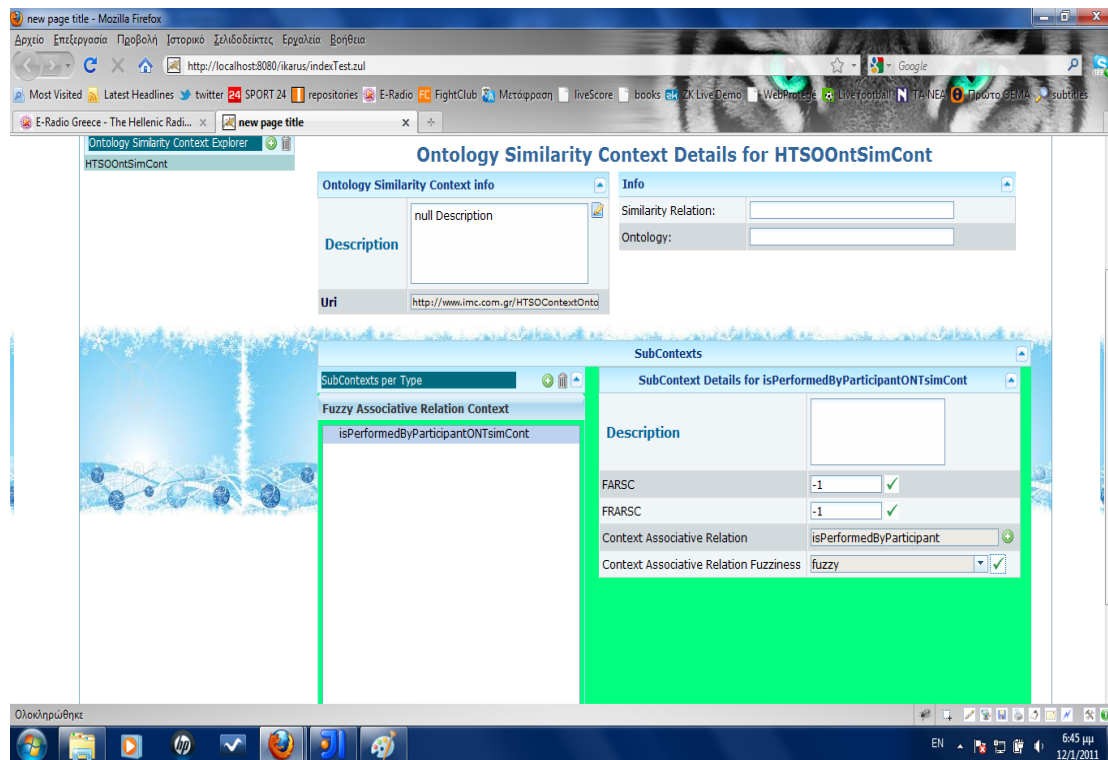 new page title - Mozilla Firefox
Αρχείο Επεξεργασία Προβολή Ιστορικό Σελιδοδείκτες Εργαλεία Βοήθεια
http://localhost:8080/ikarus/indexTest.zul
Google
Most Visited Latest Headlines twitter 24 SPORT 24 repositories E-Radio FC FightClub Μετάφραση liveScore books ZK Live Demo WebProtege Live football N ΤΑ ΝΕΑ Πρώτο ΘΕΜΑ subtitles
E-Radio Greece - The Hellenic Radi... new page title
Ontology Similarity Context Explorer
HTSOOntSimCont
Ontology Similarity Context Details for HTSOOntSimCont
Ontology Similarity Context info
Description
null Description
Uri
http://www.imc.com.gr/HTSOContextOnto
Info
Similarity Relation:
Ontology:
SubContexts
SubContexts per Type
Fuzzy Associative Relation Context
isPerformedByParticipantONTsimCont
SubContext Details for isPerformedByParticipantONTsimCont
Description
FARSC -1
FRARSC -1
Context Associative Relation isPerformedByParticipant
Context Associative Relation Fuzziness fuzzy
Ολοκληρώθηκε
hp
EN
6:45 μμ
12/1/2011